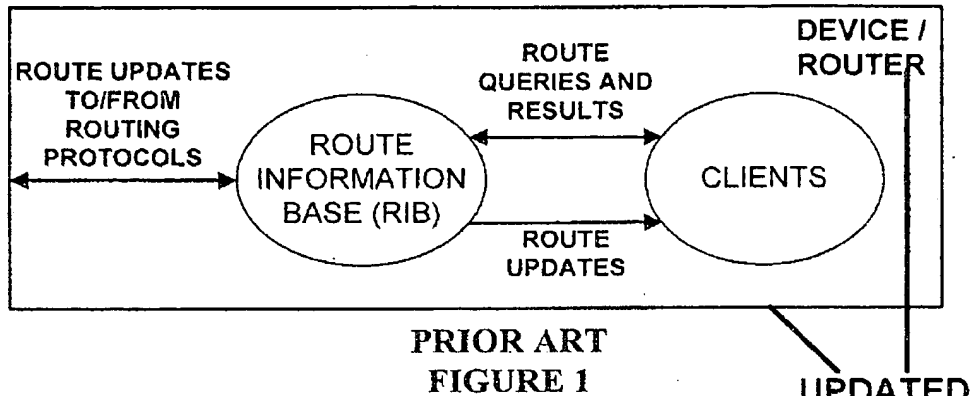 DEVICE /
ROUTER
ROUTE UPDATES
TO/FROM
ROUTING
PROTOCOLS
ROUTE
QUERIES AND
RESULTS
ROUTE
INFORMATION
BASE (RIB)
CLIENTS
ROUTE
UPDATES
PRIOR ART
FIGURE 1
UPDATED